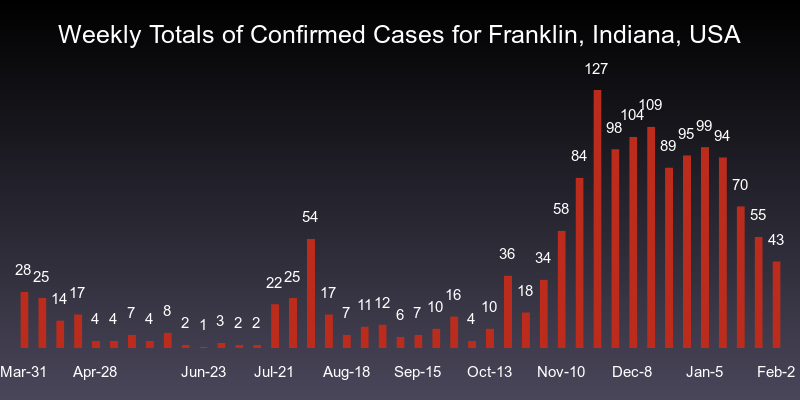 Weekly Totals of Confirmed Cases for Franklin, Indiana, USA
28 25 14 17 4 4 7 4 8 2 1 3 2 2 22 25 54 17 7 11 12 6 7 10 16 4 10 36 18 34 58 84 127 98 104 109 89 95 99 94 70 55 43
Mar-31 Apr-28 Jun-23 Jul-21 Aug-18 Sep-15 Oct-13 Nov-10 Dec-8 Jan-5 Feb-2